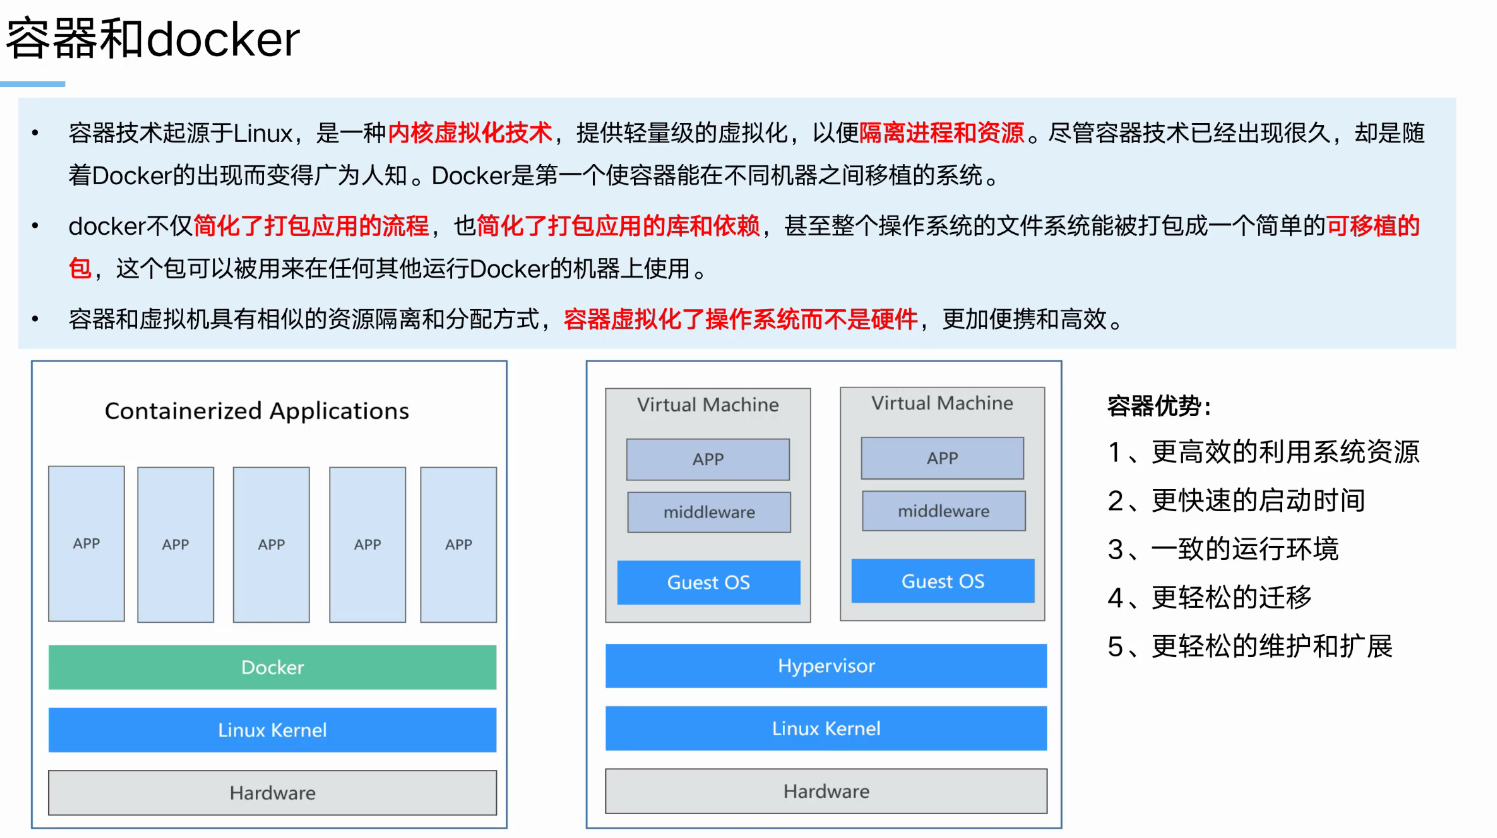 容器和docker
• 容器技术起源于Linux，是一种内核虚拟化技术，提供轻量级的虚拟化，以便隔离进程和资源。尽管容器技术已经出现很久，却是随
着Docker的出现而变得广为人知。Docker是第一个使容器能在不同机器之间移植的系统。
• docker不仅简化了打包应用的流程，也简化了打包应用的库和依赖，甚至整个操作系统的文件系统能被打包成一个简单的可移植的
包，这个包可以被用来在任何其他运行Docker的机器上使用。
• 容器和虚拟机具有相似的资源隔离和分配方式，容器虚拟化了操作系统而不是硬件，更加便携和高效。
Containerized Applications
APP
APP
APP
APP
APP
Docker
Linux Kernel
Hardware
Virtual Machine
APP
middleware
Guest OS
Virtual Machine
APP
middleware
Guest OS
Hypervisor
Linux Kernel
Hardware
容器优势：
1、更高效的利用系统资源
2、更快速的启动时间
3、一致的运行环境
4、更轻松的迁移
5、更轻松的维护和扩展